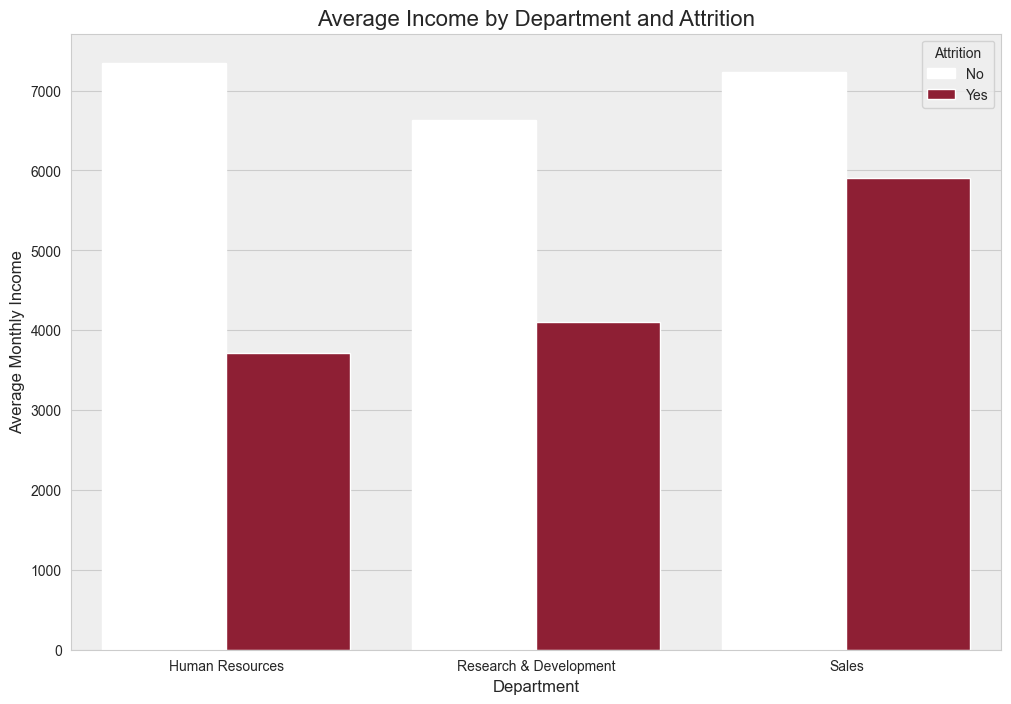 Average Income by Department and Attrition
Attrition
No
Yes
Average Monthly Income
7000
6000
5000
4000
3000
2000
1000
0
Human Resources
Research & Development
Sales
Department